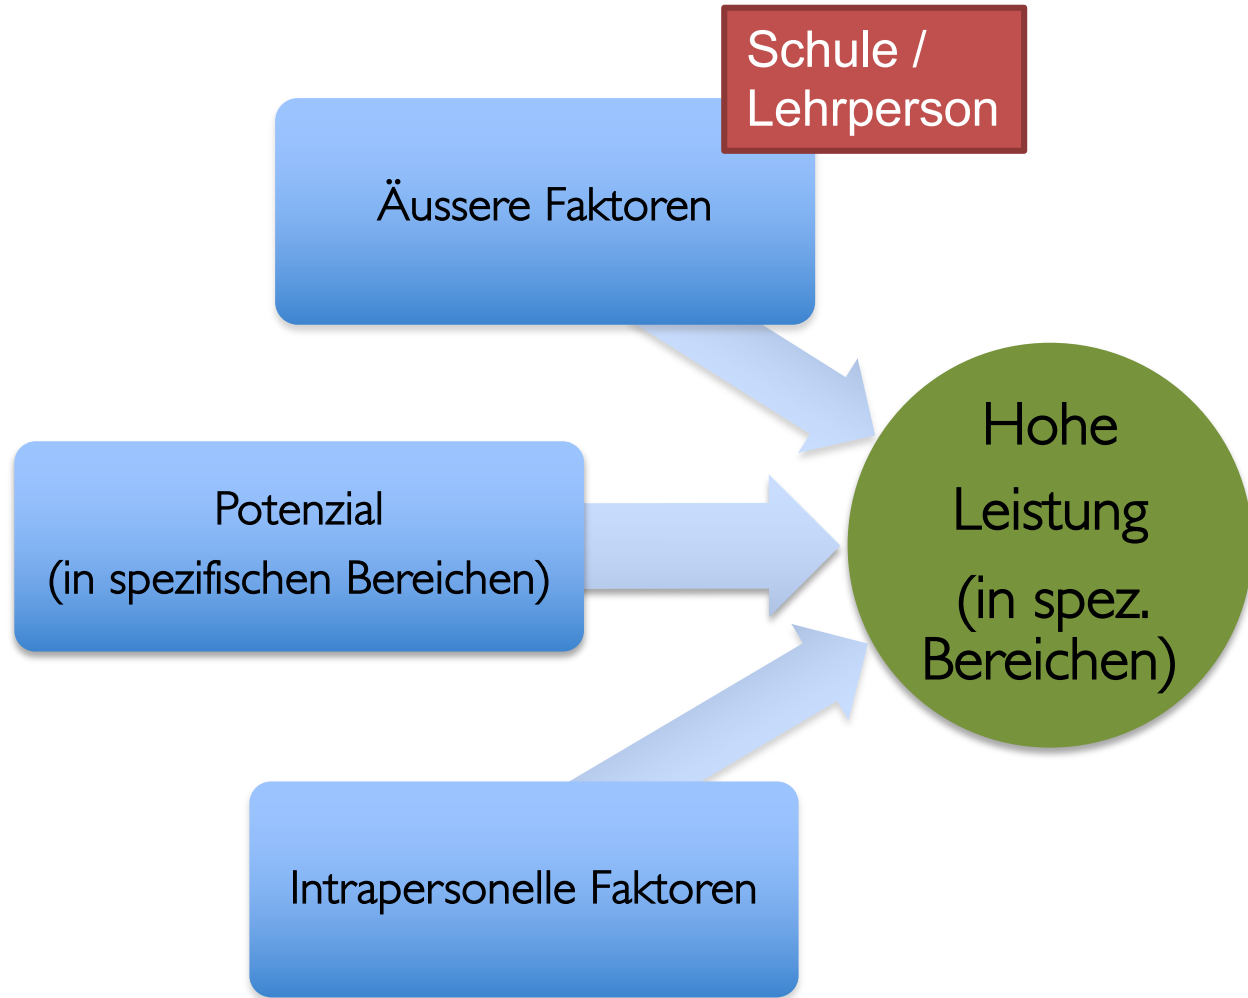 Schule /
Lehrperson
Äussere Faktoren
Potenzial
(in spezifischen Bereichen)
Intrapersonelle Faktoren
Hohe
Leistung
(in spez.
Bereichen)